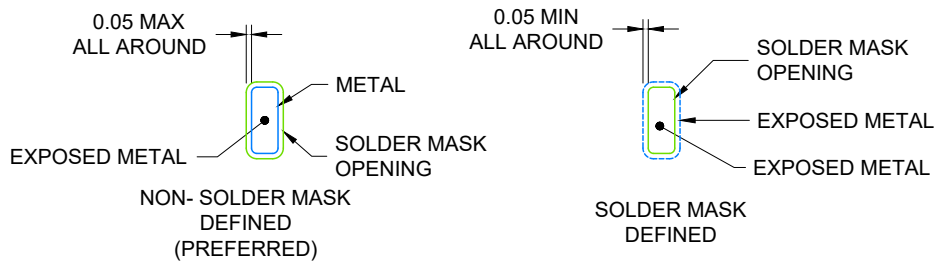 0.05 MAX
ALL AROUND
METAL
EXPOSED METAL
SOLDER MASK
OPENING
NON- SOLDER MASK
DEFINED
(PREFERRED)
0.05 MIN
ALL AROUND
SOLDER MASK
OPENING
EXPOSED METAL
EXPOSED METAL
SOLDER MASK
DEFINED